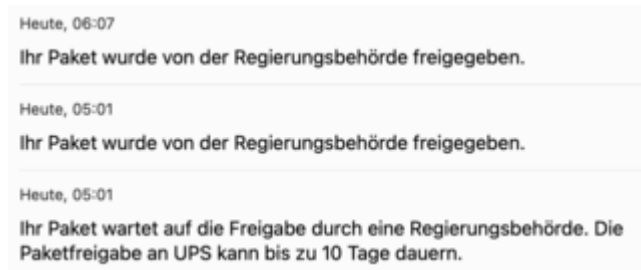 Heute, 06:07
Ihr Paket wurde von der Regierungsbehörde freigegeben.
Heute, 05:01
Ihr Paket wurde von der Regierungsbehörde freigegeben.
Heute, 05:01
Ihr Paket wartet auf die Freigabe durch eine Regierungsbehörde. Die
Paketfreigabe an UPS kann bis zu 10 Tage dauern.